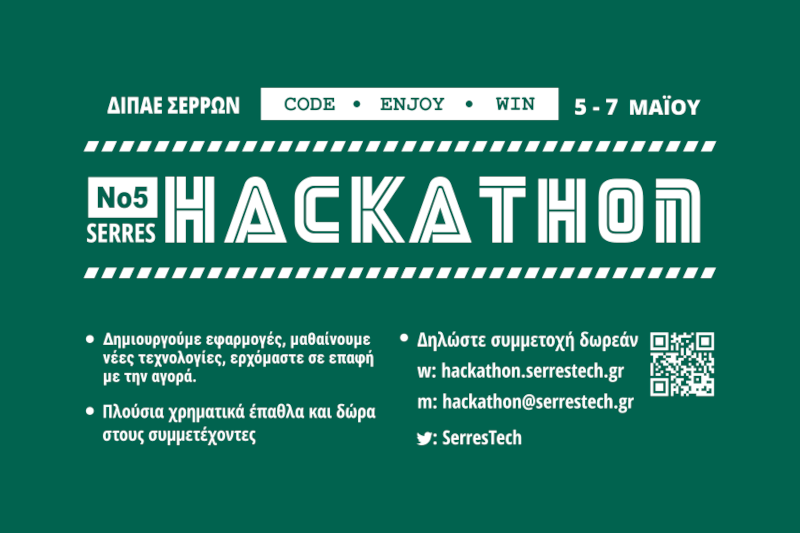 ΔΙΠΑΕ ΣΕΡΡΩΝ
CODE • ENJOY • WIN
5 - 7 ΜΑΪΟΥ
No5
SERRES
HACKATHON
• Δημιουργούμε εφαρμογές, μαθαίνουμε
νέες τεχνολογίες, ερχόμαστε σε επαφή
με την αγορά.
• Πλούσια χρηματικά έπαθλα και δώρα
στους συμμετέχοντες
• Δηλώστε συμμετοχή δωρεάν
w: hackathon.serrestech.gr
m: hackathon@serrestech.gr
: SerresTech